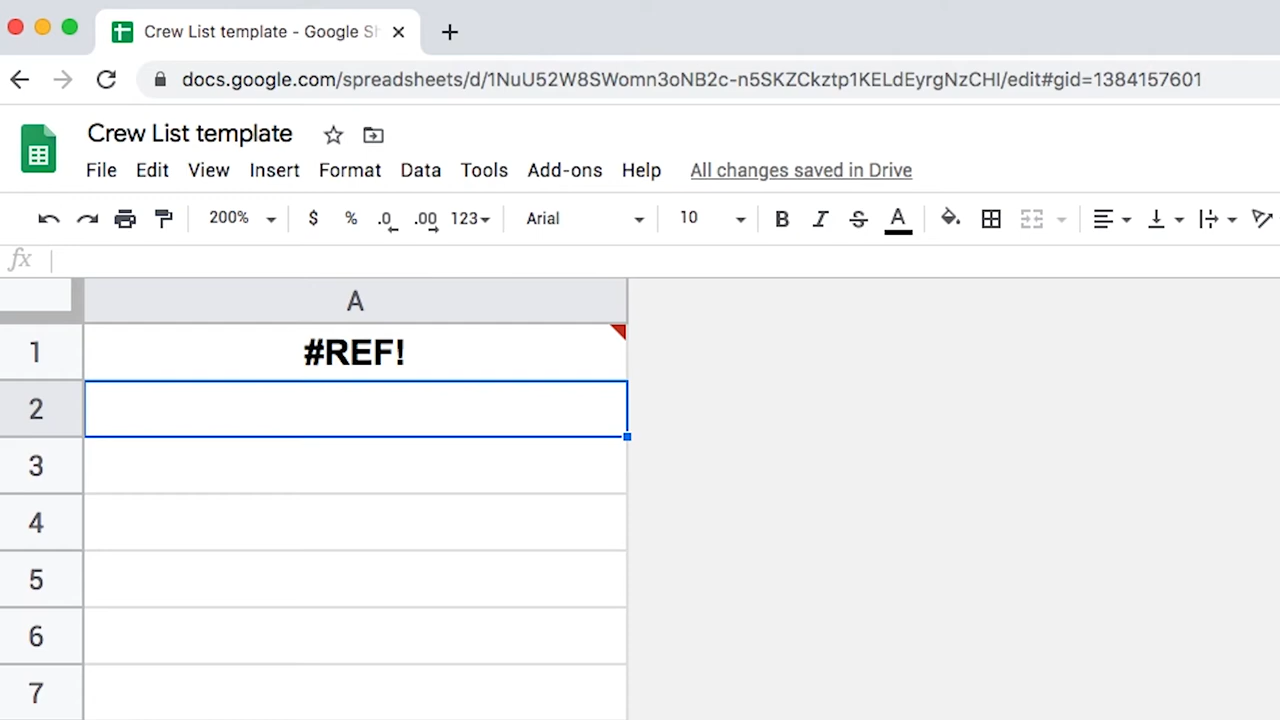 Crew List template - Google Sh
docs.google.com/spreadsheets/d/1NuU52W8SWomn3oNB2c-n5SKZCkztp1KELdEyrgNzCHI/edit#gid=1384157601
Crew List template
File Edit View Insert Format Data Tools Add-ons Help All changes saved in Drive
200% $ % .0 .00 123 Arial 10 B I S A
fx
A
1 #REF!
2
3
4
5
6
7